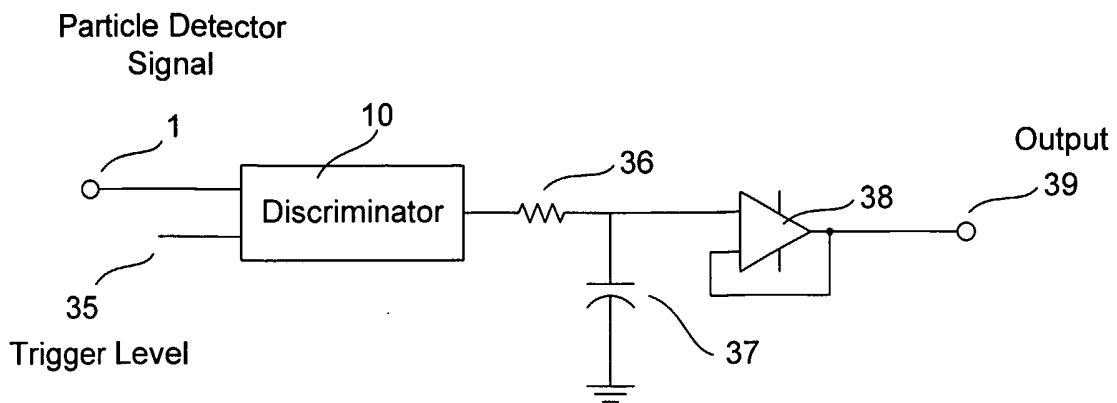 Particle Detector
Signal
1
10
Discriminator
36
38
Output
39
35
Trigger Level
37